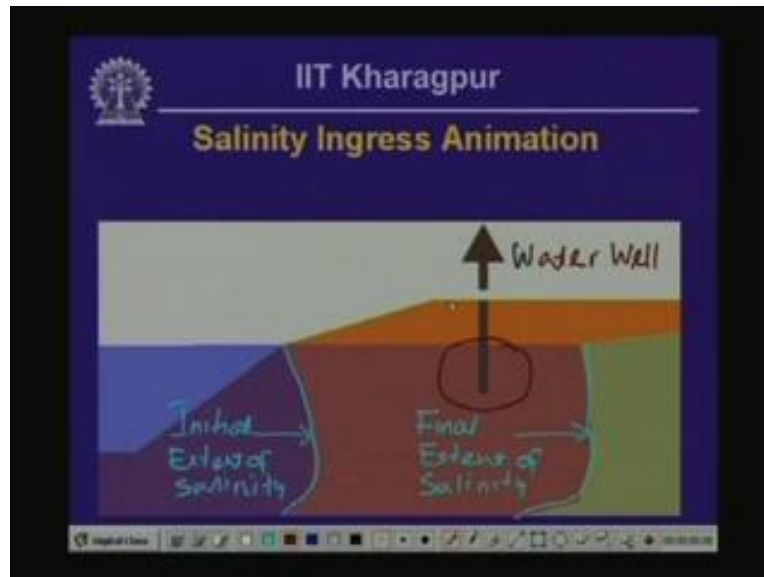 IIT Kharagpur
Salinity Ingress Animation
Water Well
Initial
Extent of
Salinity
Final
Extent of
Salinity